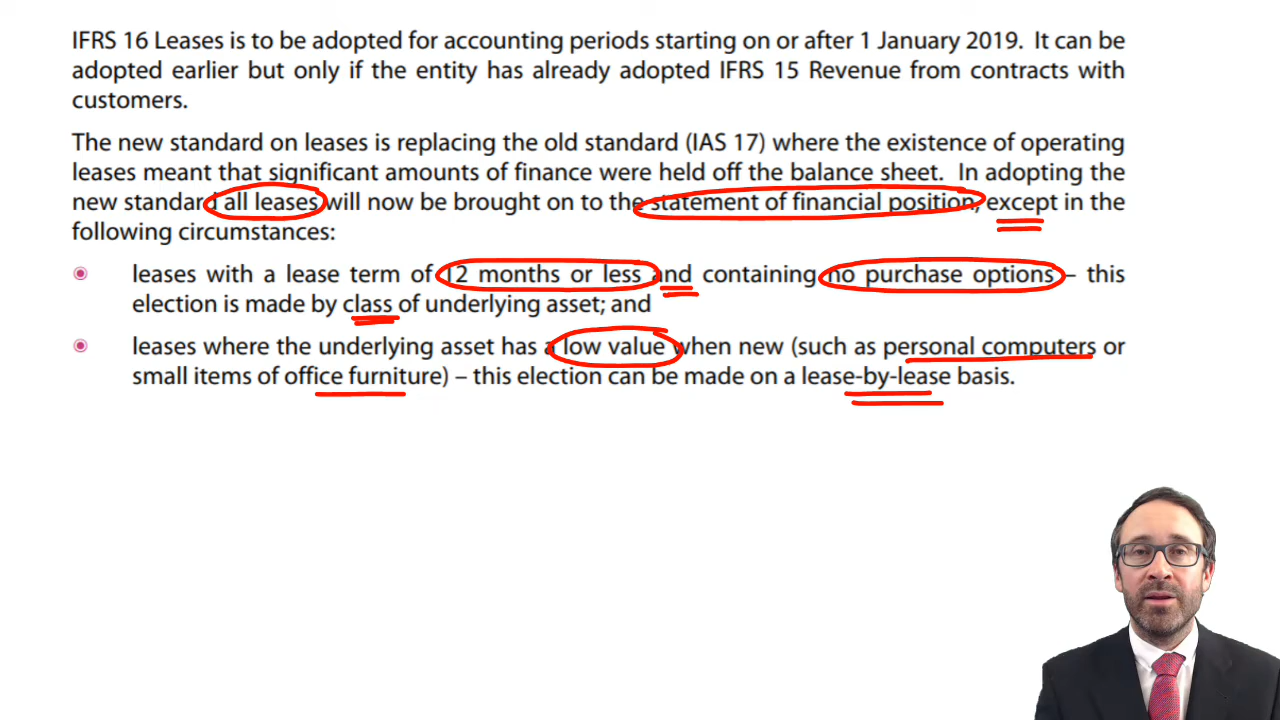 IFRS 16 Leases is to be adopted for accounting periods starting on or after 1 January 2019. It can be
adopted earlier but only if the entity has already adopted IFRS 15 Revenue from contracts with
customers.
The new standard on leases is replacing the old standard (IAS 17) where the existence of operating
leases meant that significant amounts of finance were held off the balance sheet. In adopting the
new standard all leases will now be brought on to the statement of financial position, except in the
following circumstances:
leases with a lease term of 12 months or less and containing no purchase options – this
election is made by class of underlying asset; and
leases where the underlying asset has a low value when new (such as personal computers or
small items of office furniture) – this election can be made on a lease-by-lease basis.